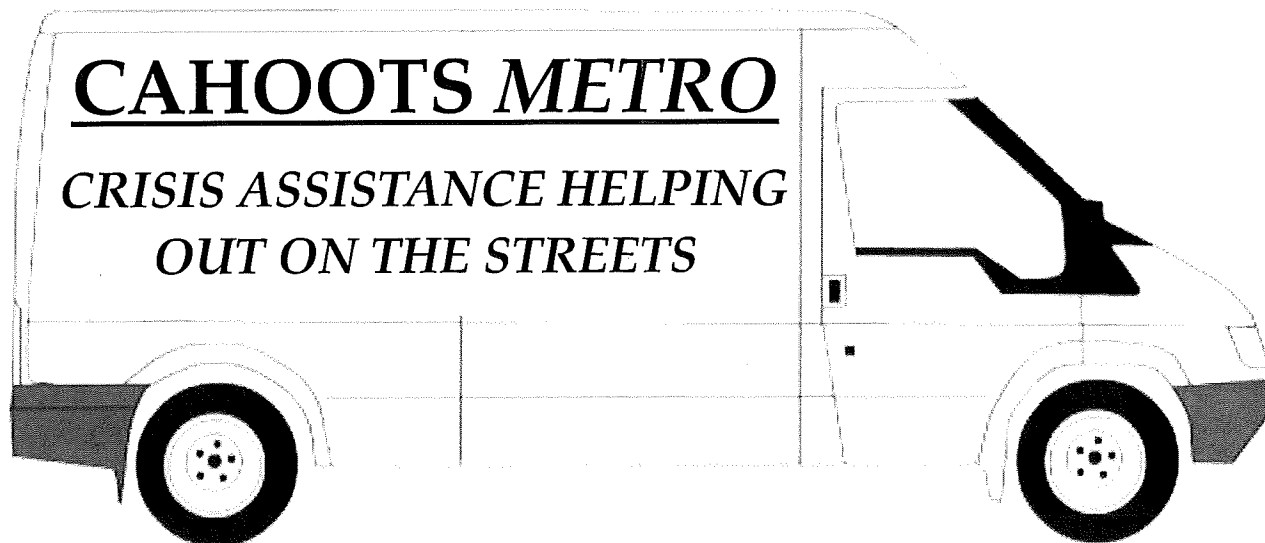 CAHOOTS METRO
CRISIS ASSISTANCE HELPING
OUT ON THE STREETS